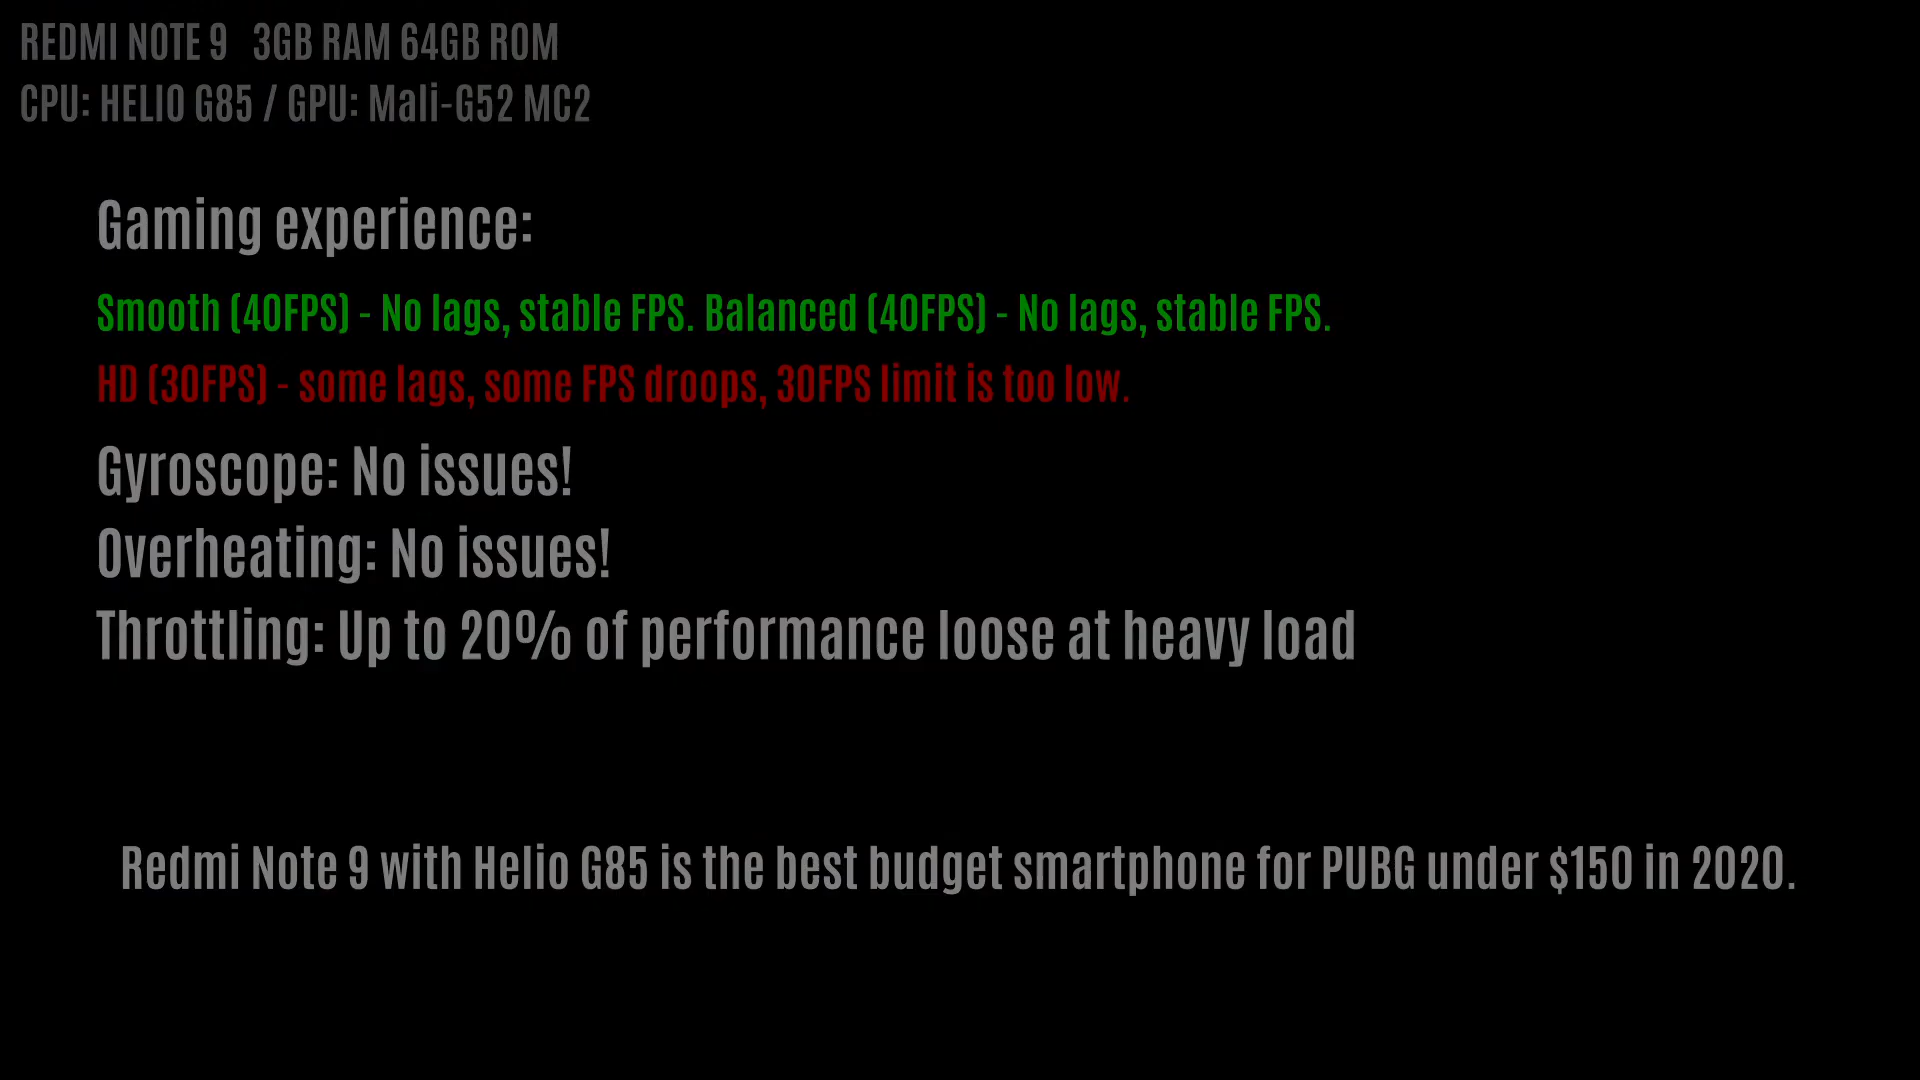 REDMI NOTE 9 3GB RAM 64GB ROM
CPU: HELIO G85 / GPU: Mali-G52 MC2
Gaming experience:
Smooth (40FPS) - No lags, stable FPS. Balanced (40FPS) - No lags, stable FPS.
HD (30FPS) - some lags, some FPS droops, 30FPS limit is too low.
Gyroscope: No issues!
Overheating: No issues!
Throttling: Up to 20% of performance loose at heavy load
Redmi Note 9 with Helio G85 is the best budget smartphone for PUBG under $150 in 2020.